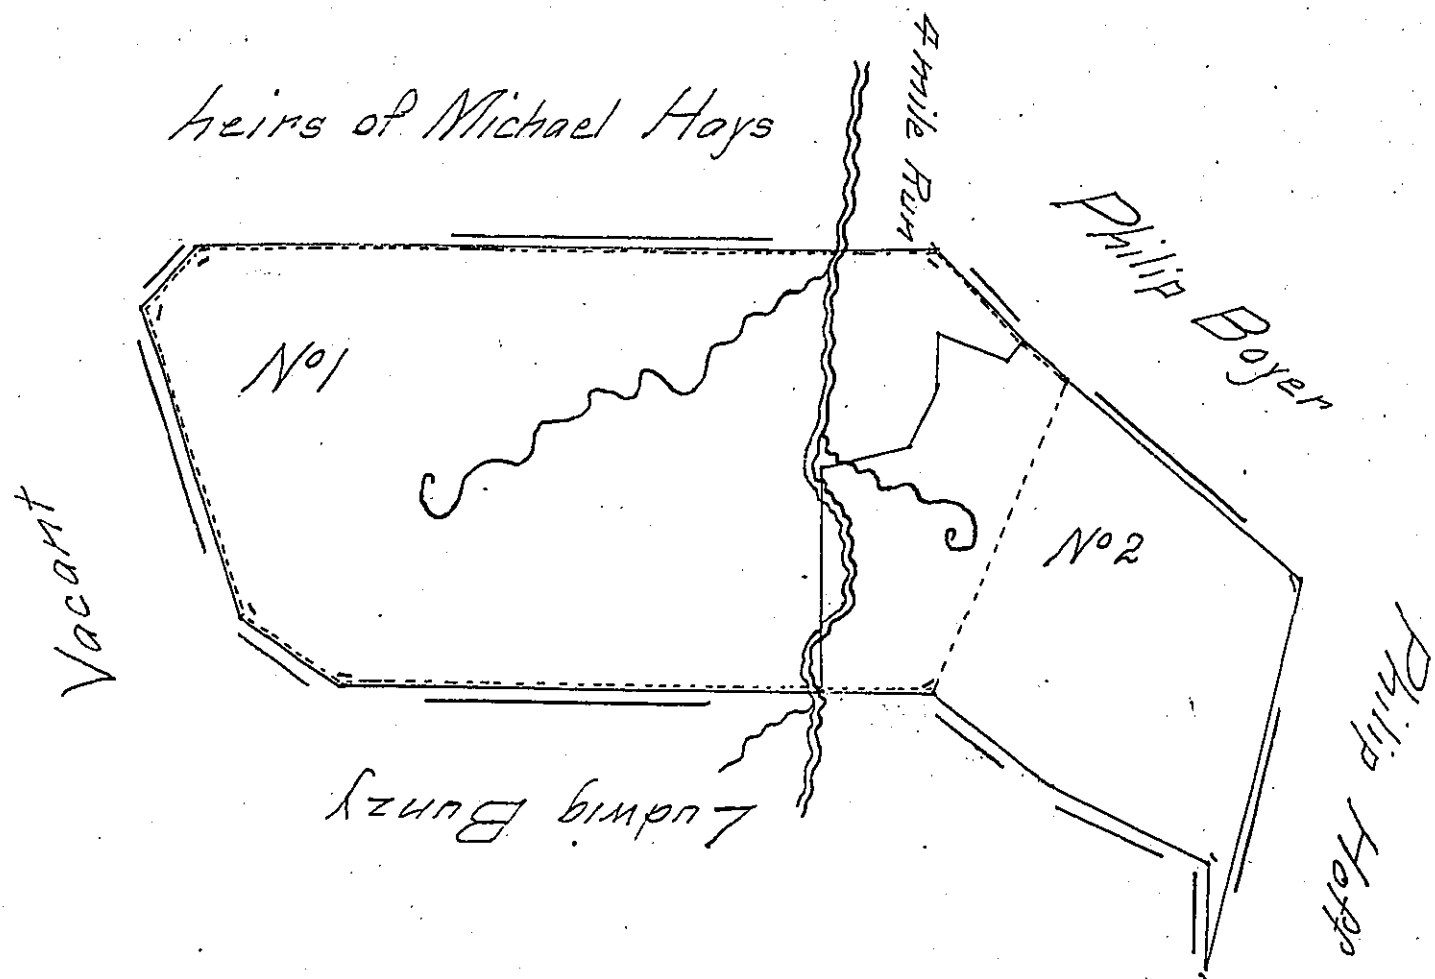 heirs of Michael Hays
4 mile Run
Philip Boyer
Nº1
Nº2
Vacant
Philip Hoff
Ludwig Bunzy